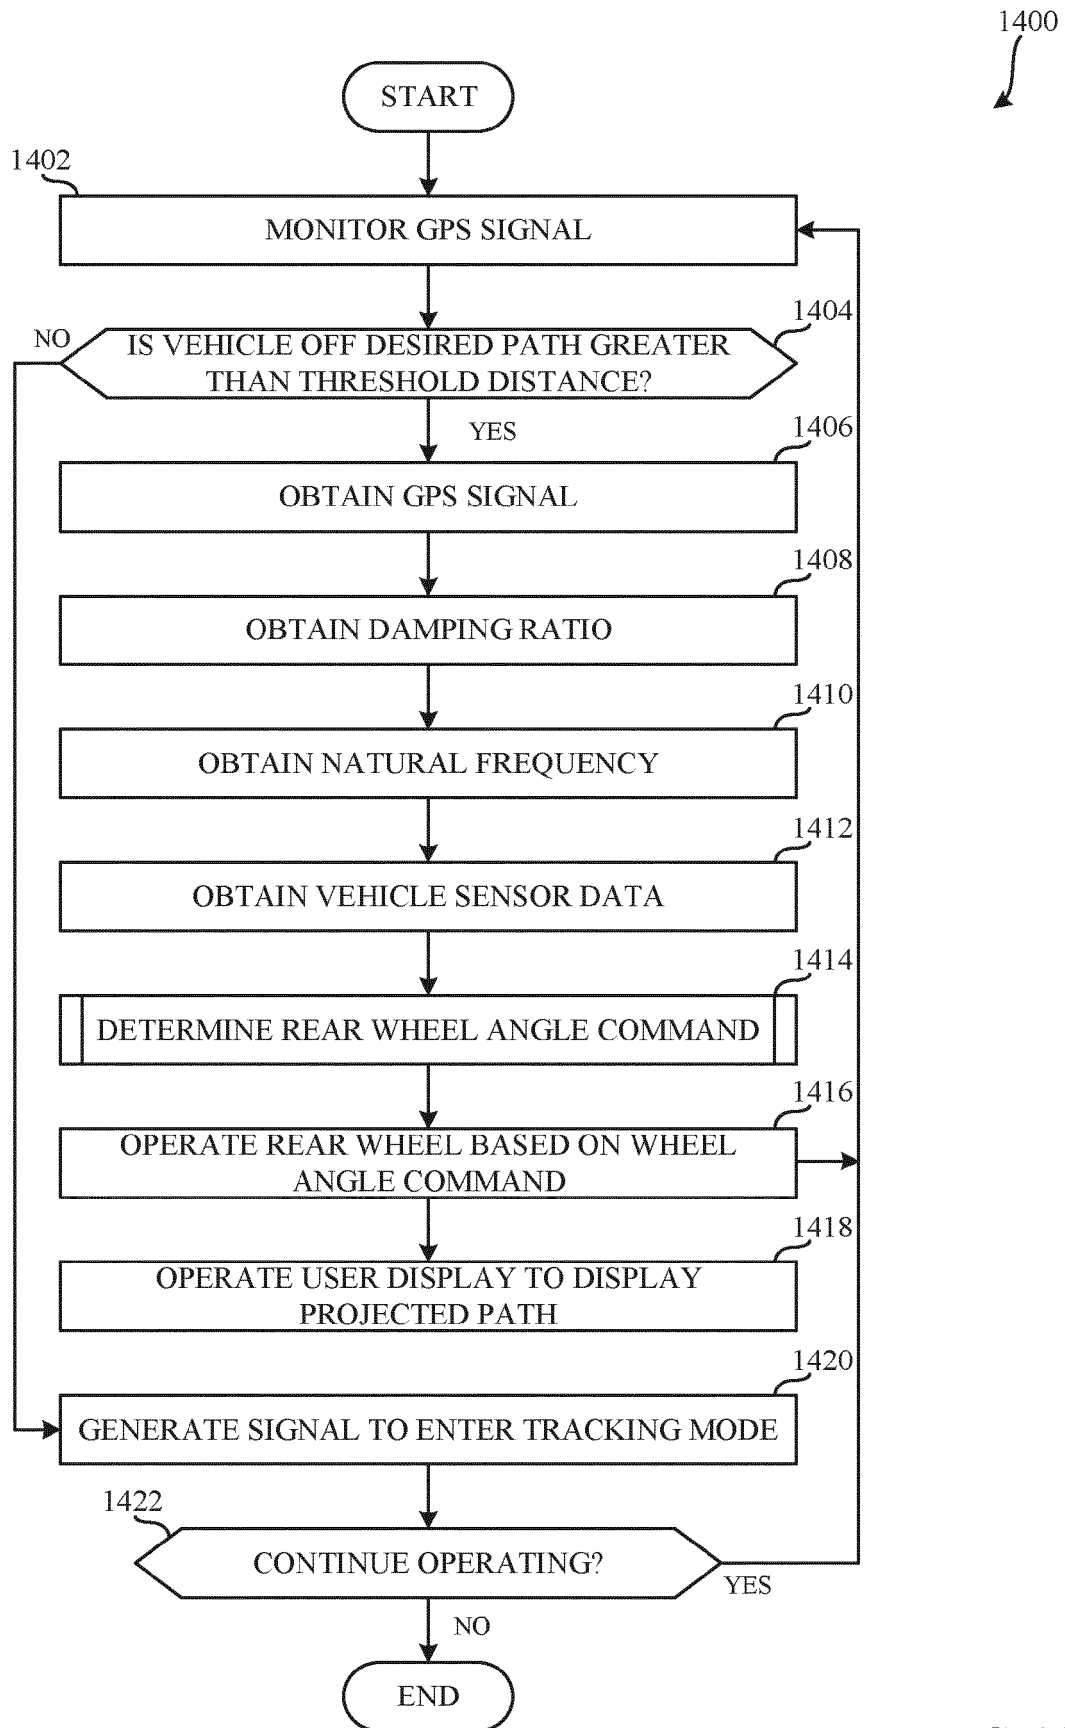 1400
START
1402
MONITOR GPS SIGNAL
1404
NO
IS VEHICLE OFF DESIRED PATH GREATER
THAN THRESHOLD DISTANCE?
YES
1406
OBTAIN GPS SIGNAL
1408
OBTAIN DAMPING RATIO
1410
OBTAIN NATURAL FREQUENCY
1412
OBTAIN VEHICLE SENSOR DATA
1414
DETERMINE REAR WHEEL ANGLE COMMAND
1416
OPERATE REAR WHEEL BASED ON WHEEL
ANGLE COMMAND
1418
OPERATE USER DISPLAY TO DISPLAY
PROJECTED PATH
1420
GENERATE SIGNAL TO ENTER TRACKING MODE
1422
CONTINUE OPERATING?
YES
NO
END